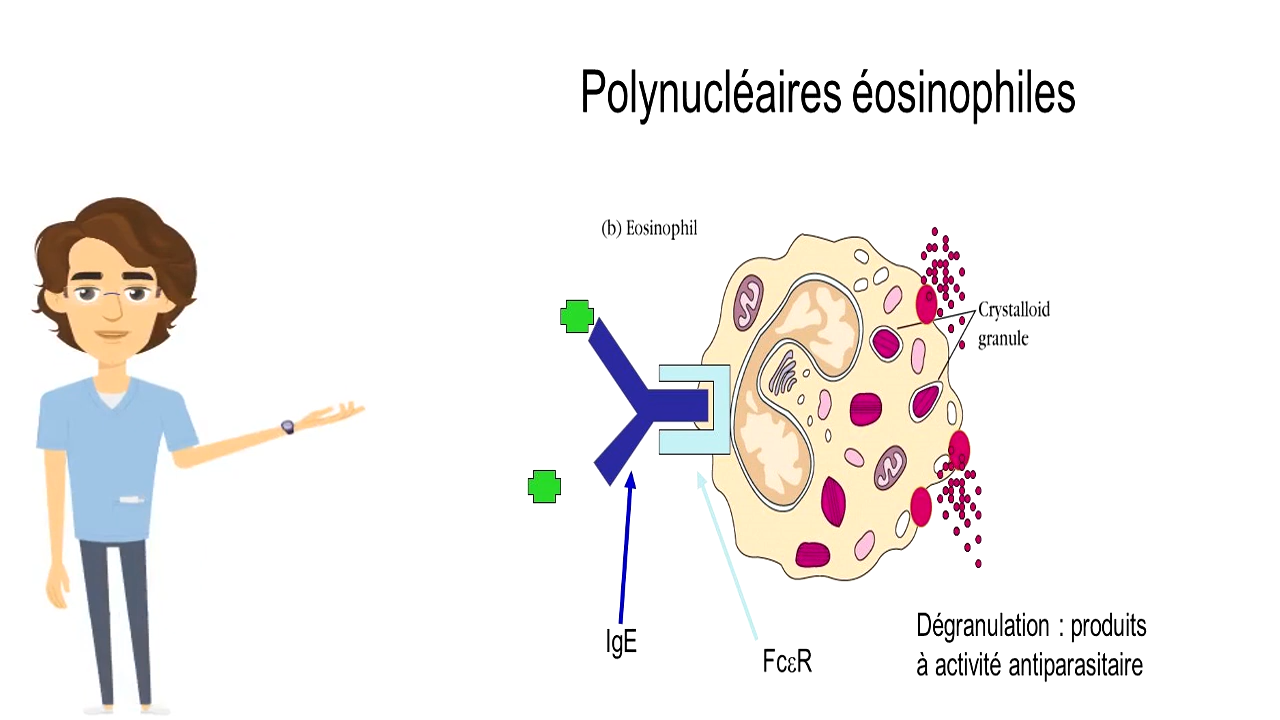 Polynucléaires éosinophiles
(b) Eosinophil
Crystalloid
granule
IgE
FcεR
Dégranulation : produits
à activité antiparasitaire